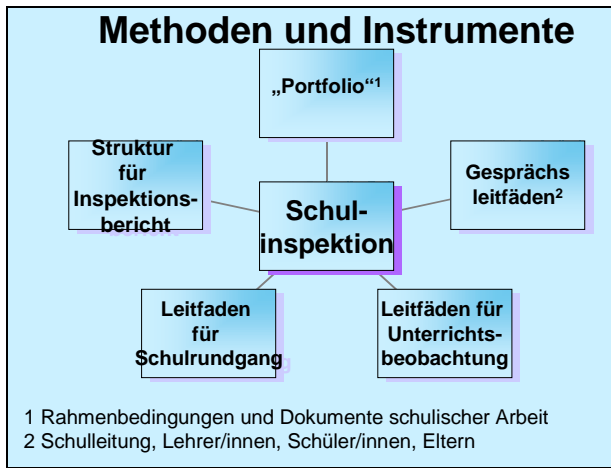 Methoden und Instrumente
„Portfolio“¹
Struktur
für
Inspektions-
bericht
Gesprächs
leitfäden²
Schul-
inspektion
Leitfaden
für
Schulrundgang
Leitfäden für
Unterrichts-
beobachtung
1 Rahmenbedingungen und Dokumente schulischer Arbeit
2 Schulleitung, Lehrer/innen, Schüler/innen, Eltern